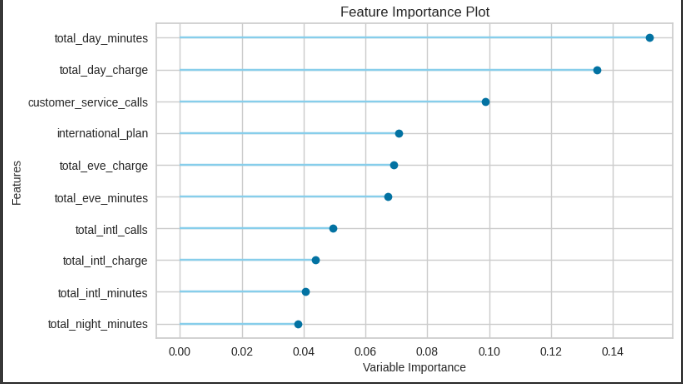 Feature Importance Plot
total_day_minutes
total_day_charge
customer_service_calls
international_plan
total_eve_charge
total_eve_minutes
total_intl_calls
total_intl_charge
total_intl_minutes
total_night_minutes
Features
0.00 0.02 0.04 0.06 0.08 0.10 0.12 0.14
Variable Importance